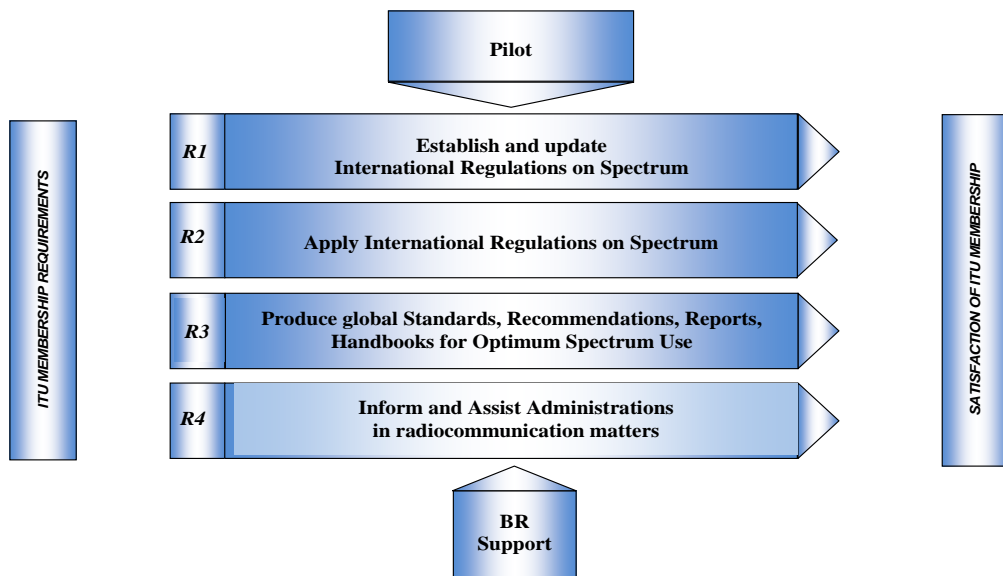 Pilot
ITU MEMBERSHIP REQUIREMENTS
R1
Establish and update
International Regulations on Spectrum
R2
Apply International Regulations on Spectrum
R3
Produce global Standards, Recommendations, Reports,
Handbooks for Optimum Spectrum Use
R4
Inform and Assist Administrations
in radiocommunication matters
SATISFACTION OF ITU MEMBERSHIP
BR
Support